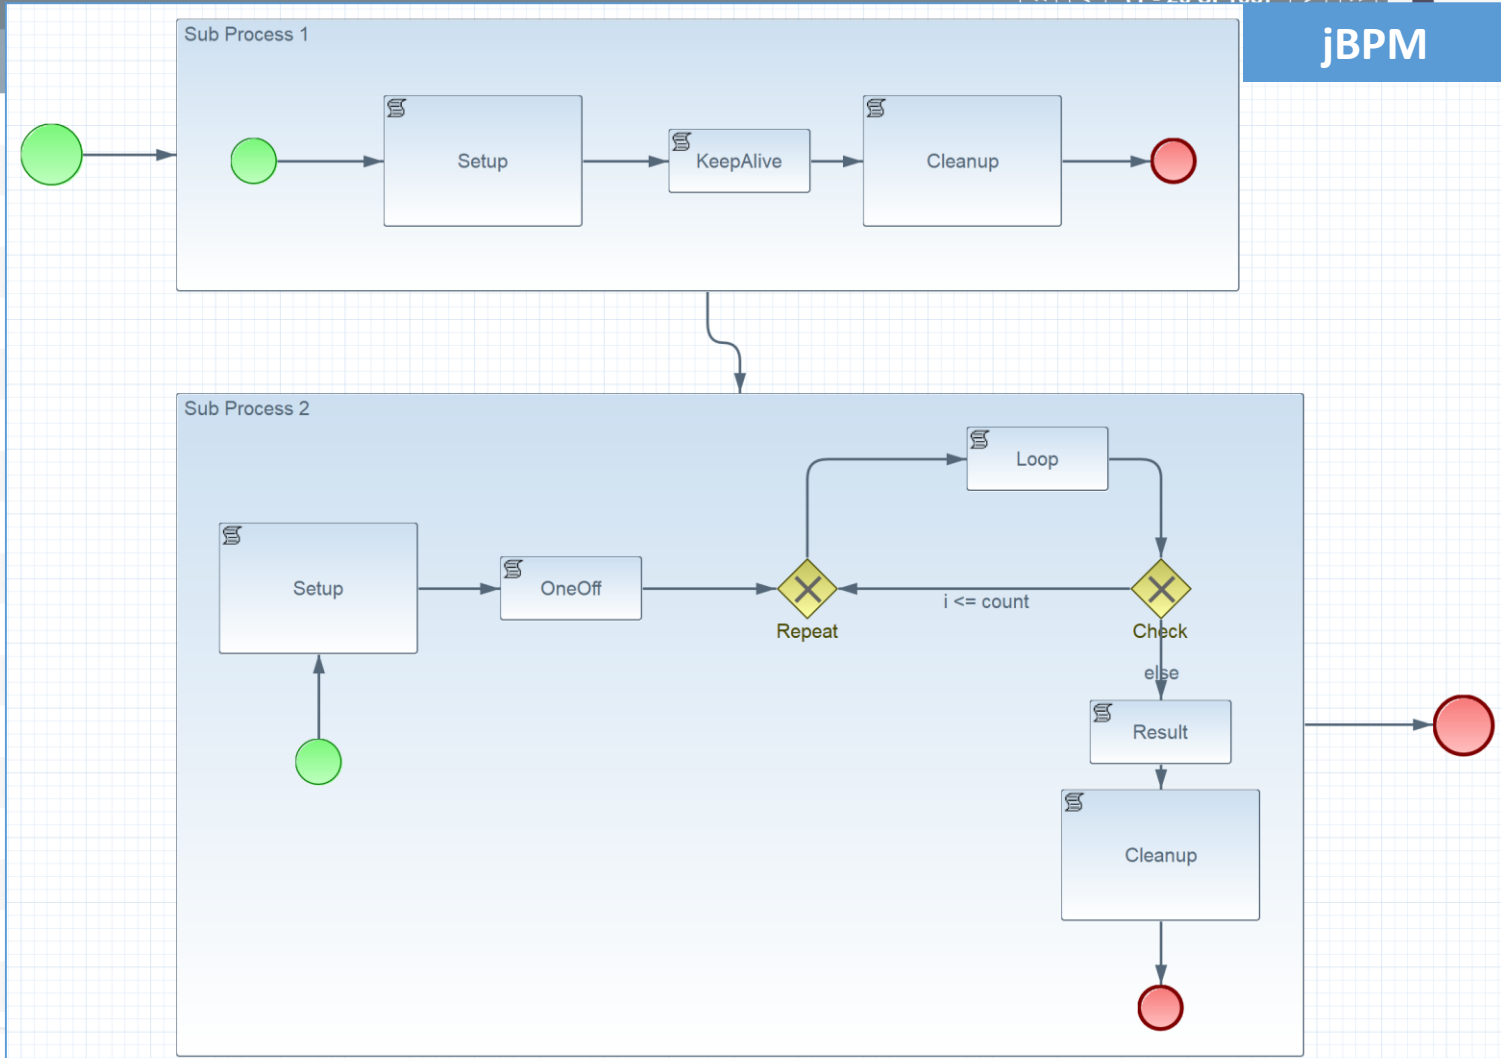 jBPM
Sub Process 1
Setup
KeepAlive
Cleanup
Sub Process 2
Loop
Setup
OneOff
i <= count
Repeat
Check
else
Result
Cleanup